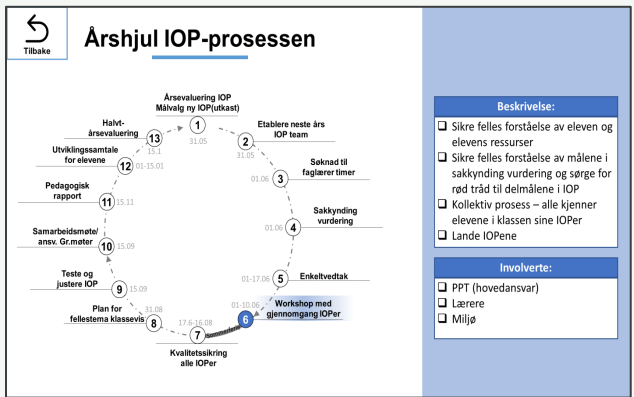 Tilbake
Årshjul IOP-prosessen
Årsevaluering IOP
Målvalg ny IOP(utkast)
1
31.05
Etablere neste års
IOP team
2
31.05
Søknad til
faglærer timer
3
01.06
Sakkynding
vurdering
4
01.06
Enkeltvedtak
5
01-17.06
Workshop med
gjennomgang IOPer
6
01-10.06
Kvalitetssikring
alle IOPer
7
17.6-16.08
Plan for
fellestema klassevis
8
31.08
Teste og
justere IOP
9
15.09
Samarbeidsmøte/
ansv. Gr.møter
10
15.09
Pedagogisk
rapport
11
15.11
Utviklingssamtale
for elevene
12
01-15.01
Halvt-
årsevaluering
13
15.1
Beskrivelse:
Sikre felles forståelse av eleven og
elevens ressurser
Sikre felles forståelse av målene i
sakkynding vurdering og sørge for
rød tråd til delmålene i IOP
Kollektiv prosess – alle kjenner
elevene i klassen sine IOPer
Lande IOPene
Involverte:
PPT (hovedansvar)
Lærere
Miljø